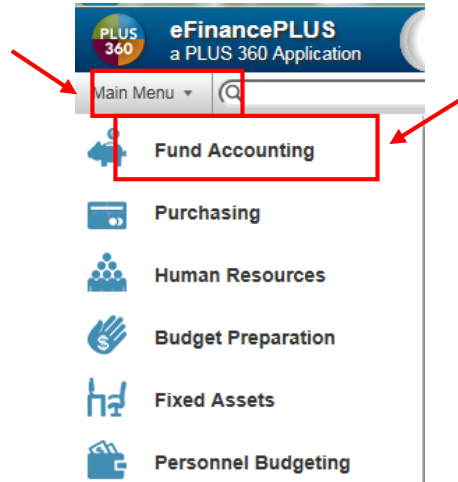 PLUS
360
eFinancePLUS
a PLUS 360 Application
Main Menu
Fund Accounting
Purchasing
Human Resources
$
Budget Preparation
Fixed Assets
Personnel Budgeting